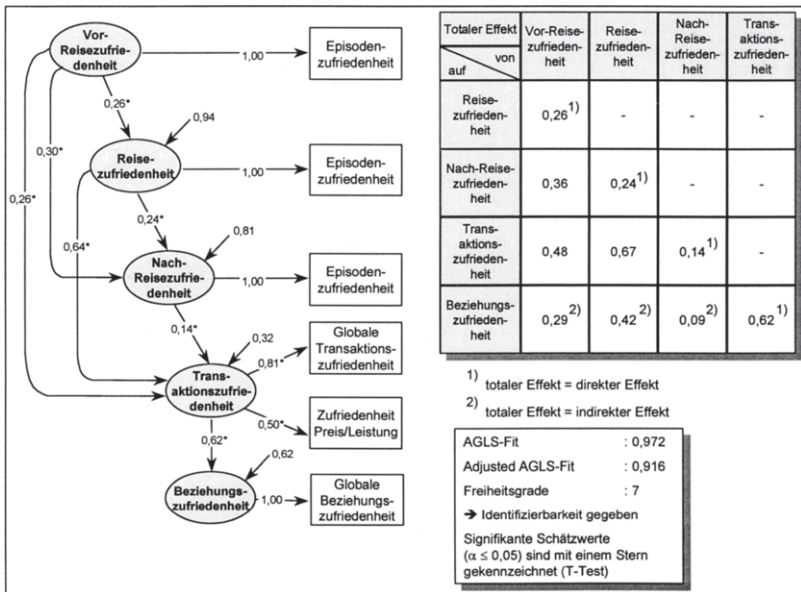 Vor-
Reisezufrie-
denheit
1,00
Episoden-
zufriedenheit
0,26*
0,94
0,30*
Reise-
zufriedenheit
1,00
Episoden-
zufriedenheit
0,26*
0,24*
0,81
0,64*
Nach-
Reisezufrie-
denheit
1,00
Episoden-
zufriedenheit
0,14*
0,32
0,81*
Globale
Transaktions-
zufriedenheit
Trans-
aktionszufrie-
denheit
0,50*
Zufriedenheit
Preis/Leistung
0,62*
0,62
Beziehungs-
zufriedenheit
1,00
Globale
Beziehungs-
zufriedenheit
Totaler Effekt
von
auf
Vor-Reise-
zufrieden-
heit
Reise-
zufrieden-
heit
Nach-
Reise-
zufrieden-
heit
Trans-
aktions-
zufrieden-
heit
Reise-
zufrieden-
heit
0,26 1)
-
-
-
Nach-Reise-
zufrieden-
heit
0,36
0,24 1)
-
-
Trans-
aktions-
zufrieden-
heit
0,48
0,67
0,14 1)
-
Beziehungs-
zufrieden-
heit
0,29 2)
0,42 2)
0,09 2)
0,62 1)
1) totaler Effekt = direkter Effekt
2) totaler Effekt = indirekter Effekt
AGLS-Fit : 0,972
Adjusted AGLS-Fit : 0,916
Freiheitsgrade : 7
➔ Identifizierbarkeit gegeben
Signifikante Schätzwerte
(α ≤ 0,05) sind mit einem Stern
gekennzeichnet (T-Test)